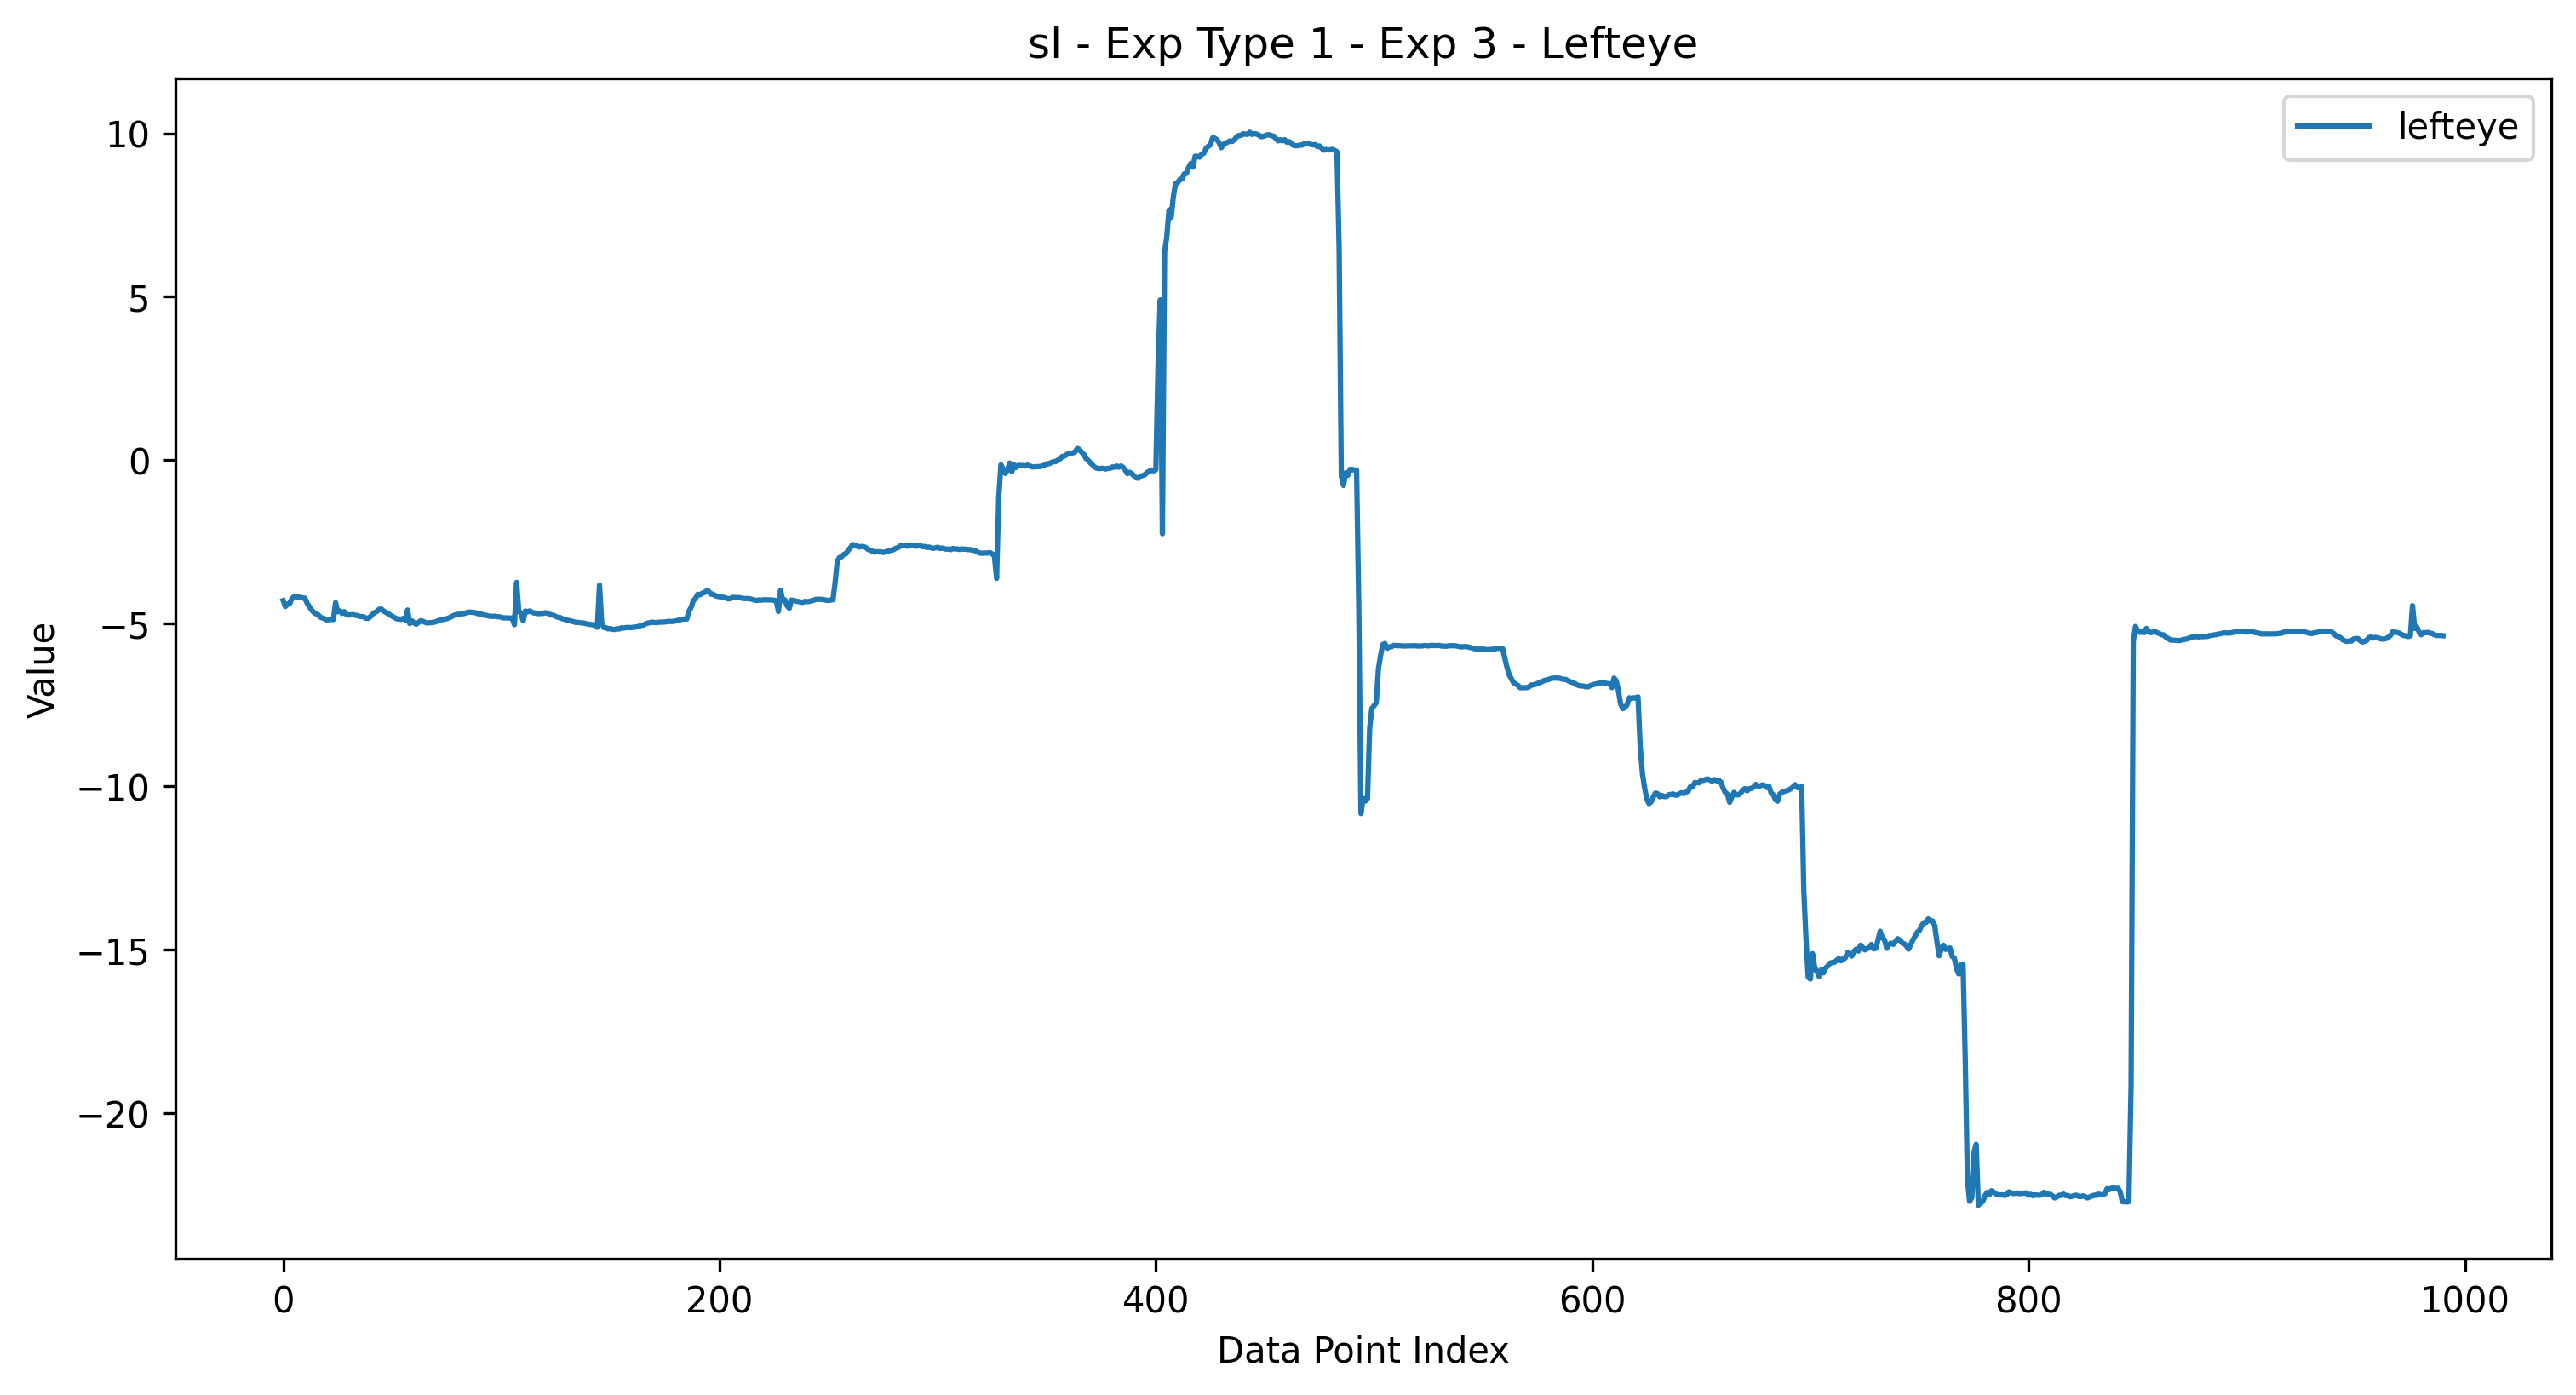 sl - Exp Type 1 - Exp 3 - Lefteye
lefteye
10
5
0
−5
−10
−15
−20
Value
0 200 400 600 800 1000
Data Point Index